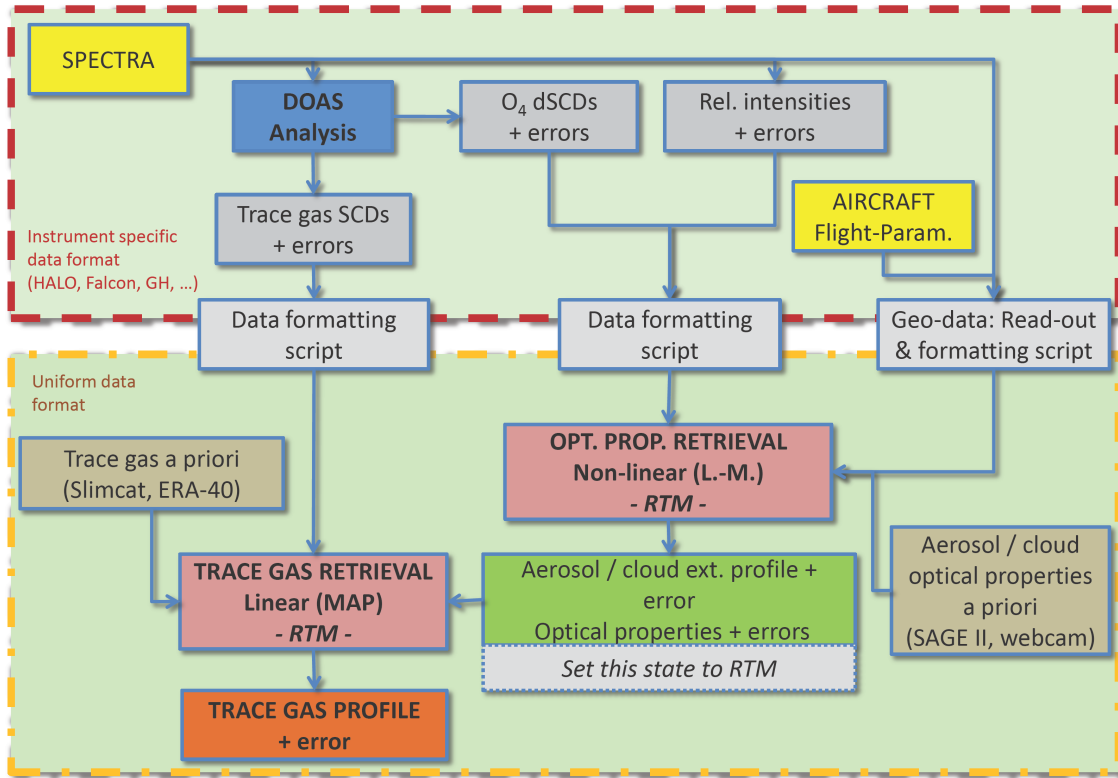 SPECTRA
DOAS
Analysis
O₄ dSCDs
+ errors
Rel. intensities
+ errors
Trace gas SCDs
+ errors
AIRCRAFT
Flight-Param.
Instrument specific
data format
(HALO, Falcon, GH, ...)
Data formatting
script
Data formatting
script
Geo-data: Read-out
& formatting script
Uniform data
format
Trace gas a priori
(Slimcat, ERA-40)
OPT. PROP. RETRIEVAL
Non-linear (L.-M.)
- RTM -
Aerosol / cloud
optical properties
a priori
(SAGE II, webcam)
TRACE GAS RETRIEVAL
Linear (MAP)
- RTM -
Aerosol / cloud ext. profile +
error
Optical properties + errors
Set this state to RTM
TRACE GAS PROFILE
+ error